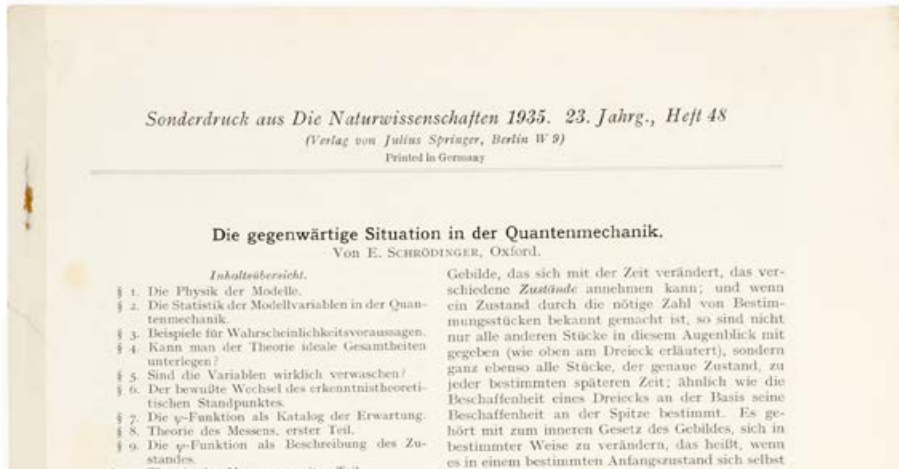 Sonderdruck aus Die Naturwissenschaften 1935. 23. Jahrg., Heft 48
(Verlag von Julius Springer, Berlin W 9)
Printed in Germany
Die gegenwärtige Situation in der Quantenmechanik.
Von E. SCHRÖDINGER, Oxford.
Inhaltsübersicht.
§ 1. Die Physik der Modelle.
§ 2. Die Statistik der Modellvariablen in der Quan-
tenmechanik.
§ 3. Beispiele für Wahrscheinlichkeitsvoraussagen.
§ 4. Kann man der Theorie ideale Gesamtheiten
unterlegen?
§ 5. Sind die Variablen wirklich verwaschen?
§ 6. Der bewußte Wechsel des erkenntnistheoreti-
tischen Standpunktes.
§ 7. Die ψ-Funktion als Katalog der Erwartung.
§ 8. Theorie des Messens, erster Teil.
§ 9. Die ψ-Funktion als Beschreibung des Zu-
standes.
Gebilde, das sich mit der Zeit verändert, das ver-
schiedene Zustände annehmen kann; und wenn
ein Zustand durch die nötige Zahl von Bestim-
mungsstücken bekannt gemacht ist, so sind nicht
nur alle anderen Stücke in diesem Augenblick mit
gegeben (wie oben am Dreieck erläutert), sondern
ganz ebenso alle Stücke, der genaue Zustand, zu
jeder bestimmten späteren Zeit; ähnlich wie die
Beschaffenheit eines Dreiecks an der Basis seine
Beschaffenheit an der Spitze bestimmt. Es ge-
hört mit zum inneren Gesetz des Gebildes, sich in
bestimmter Weise zu verändern, das heißt, wenn
es in einem bestimmten Anfangszustand sich selbst